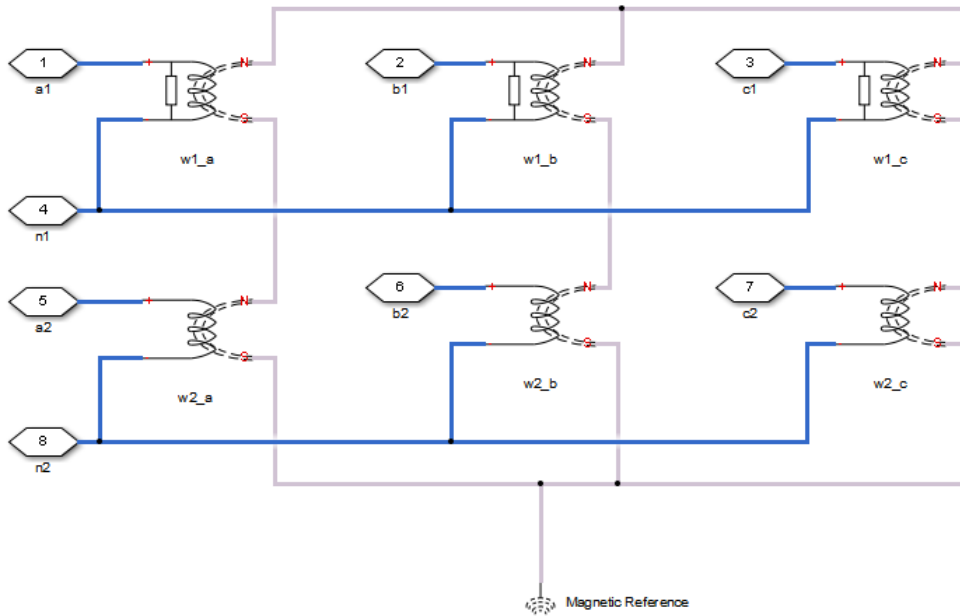 1 + N 2 + N 3 + N
a1 b1 c1
S S S
w1_a w1_b w1_c
4
n1
5 + N 6 + N 7 + N
a2 b2 c2
S S S
w2_a w2_b w2_c
8
n2
Magnetic Reference